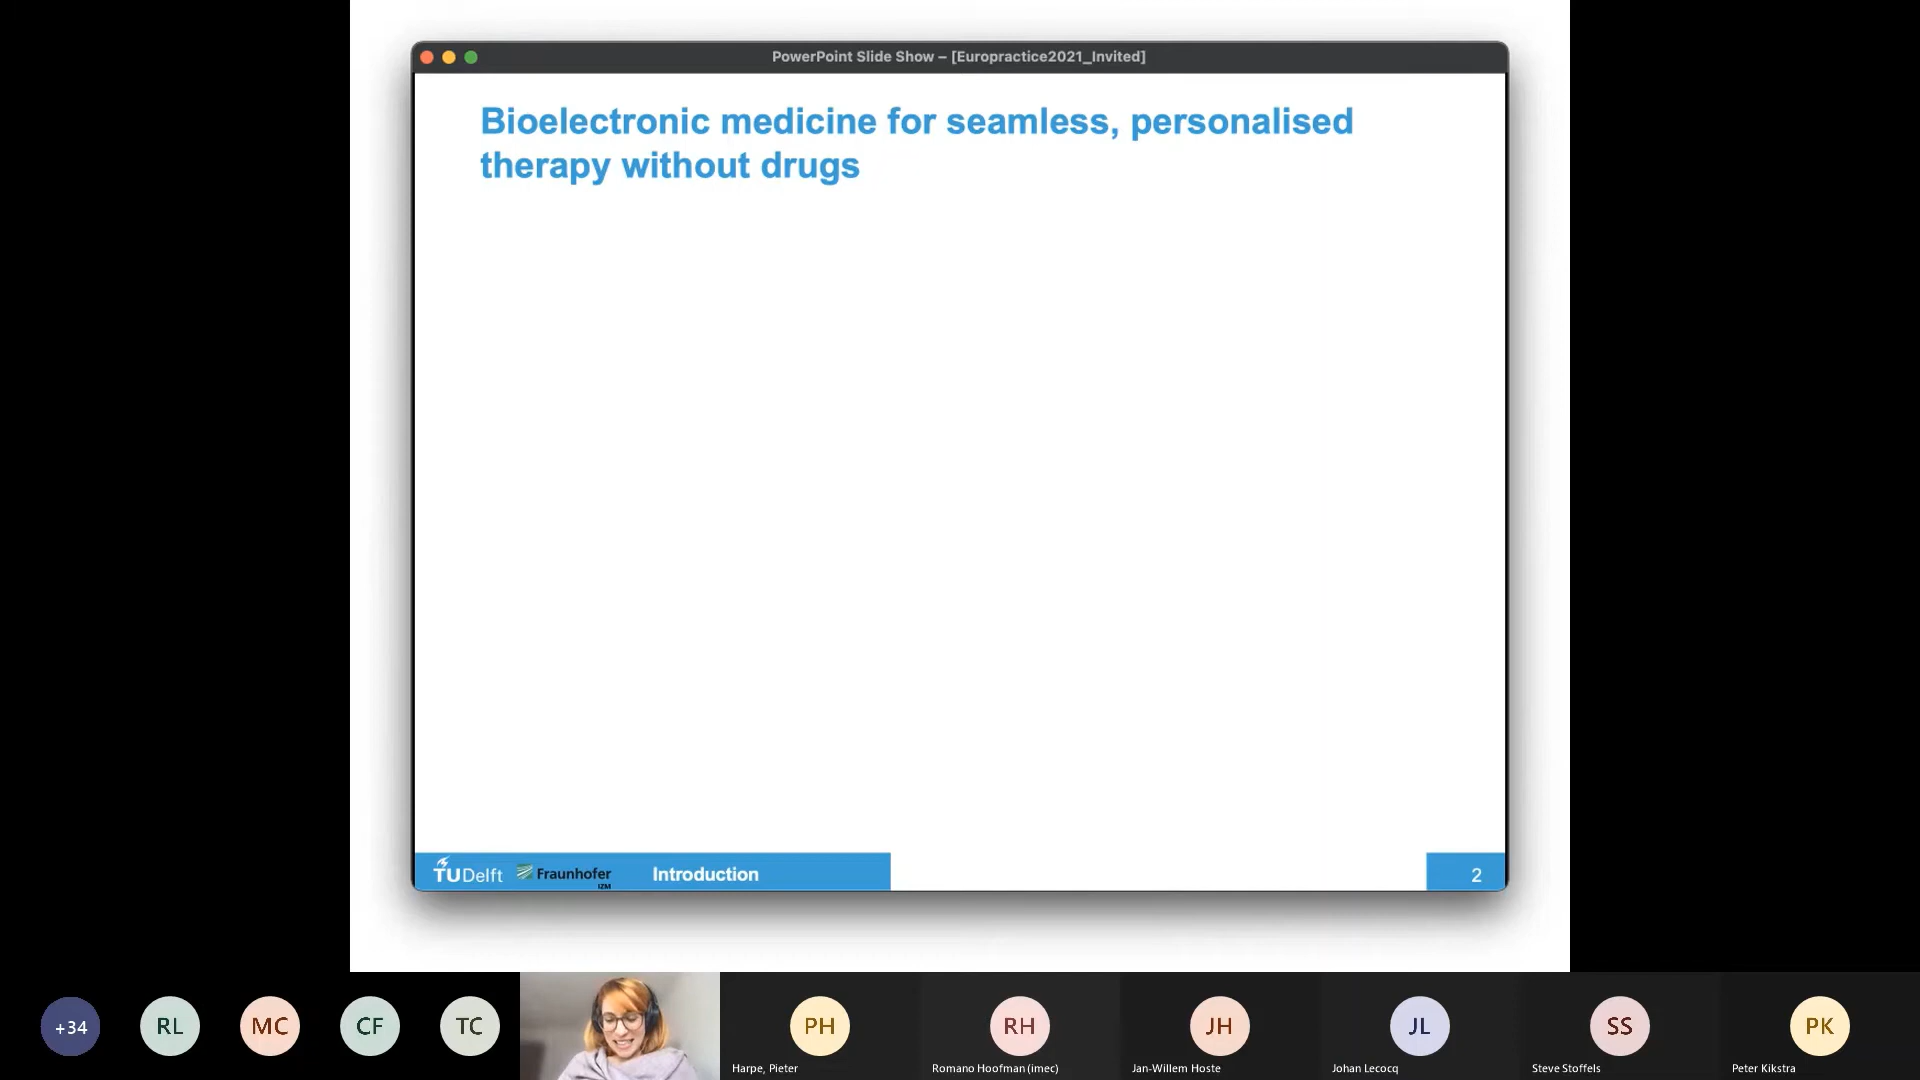 PowerPoint Slide Show – [Europractice2021_Invited]
Bioelectronic medicine for seamless, personalised
therapy without drugs
TUDelft
Fraunhofer
IZM
Introduction
2
+34
RL
MC
CF
TC
PH
RH
JH
JL
SS
PK
Harpe, Pieter
Romano Hoofman (imec)
Jan-Willem Hoste
Johan Lecocq
Steve Stoffels
Peter Kikstra